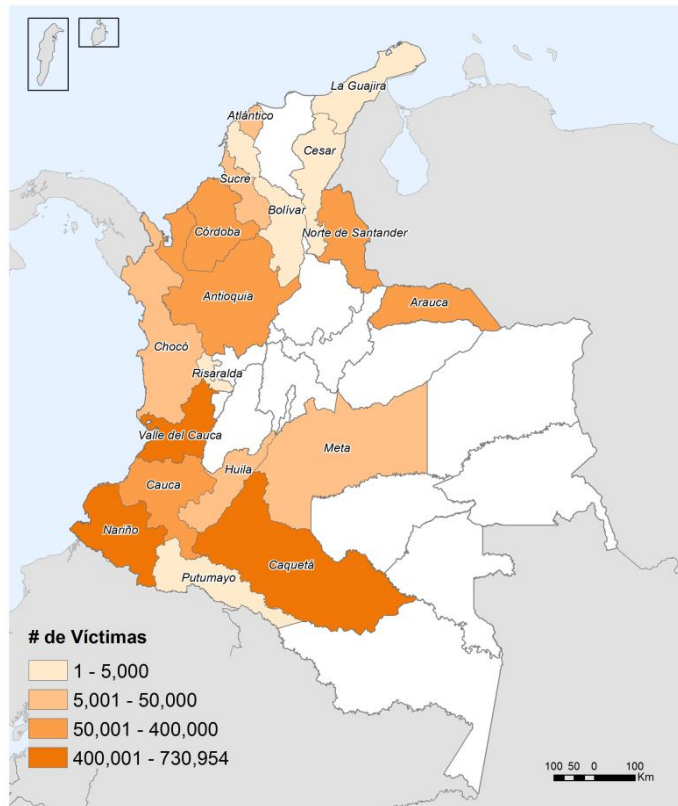 La Guajira
Atlántico
Cesar
Sucre
Bolívar
Córdoba
Norte de Santander
Antioquia
Arauca
Chocó
Risaralda
Valle del Cauca
Meta
Huila
Cauca
Nariño
Caquetá
Putumayo
# de Víctimas
1 - 5,000
5,001 - 50,000
50,001 - 400,000
400,001 - 730,954
100 50 0 100
Km